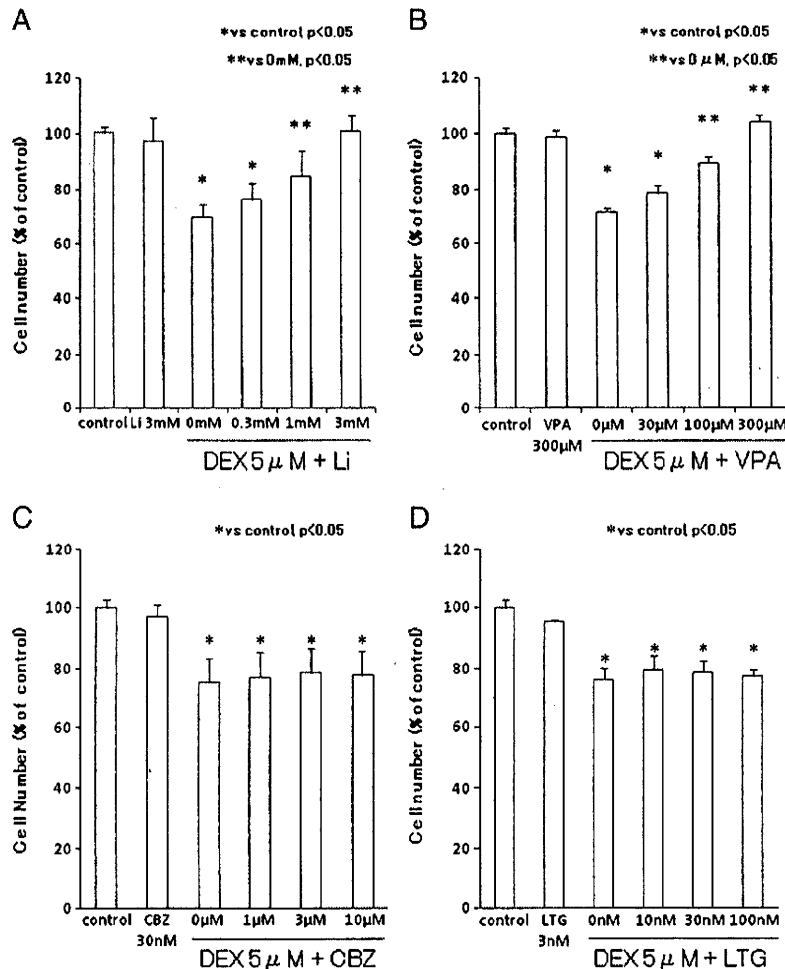 A
*vs control p<0.05
**vs 0mM, p<0.05
Cell number (% of control)
120
100
80
60
40
20
0
*
*
**
**
control Li 3mM 0mM 0.3mM 1mM 3mM
DEX 5 μM + Li
B
*vs control p<0.05
**vs 0 μM, p<0.05
Cell number (% of control)
120
100
80
60
40
20
0
*
*
**
**
control VPA 0μM 30μM 100μM 300μM
300μM
DEX 5 μM + VPA
C
*vs control p<0.05
Cell Number (% of control)
120
100
80
60
40
20
0
*
*
*
*
control CBZ 0μM 1μM 3μM 10μM
30nM
DEX 5 μM + CBZ
D
*vs control p<0.05
Cell number (% of control)
120
100
80
60
40
20
0
*
*
*
*
control LTG 0nM 10nM 30nM 100nM
3nM
DEX 5 μM + LTG